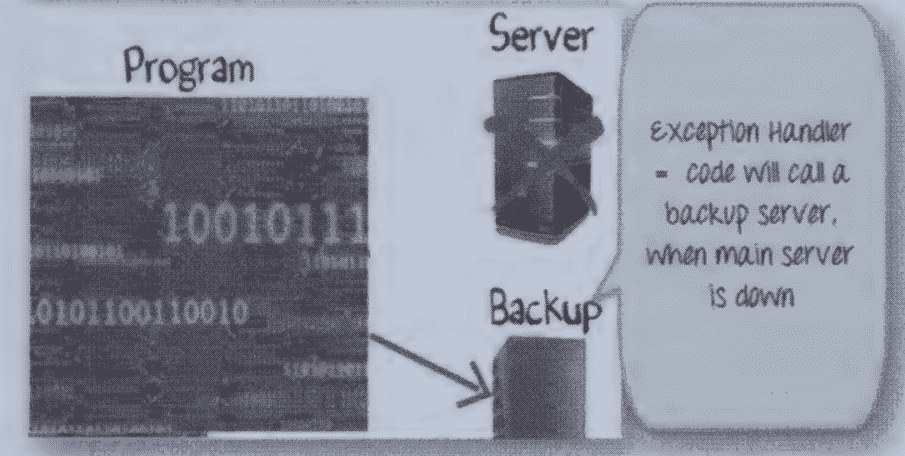 Program
Server
10010111
.0101100110010
Backup
Exception Handler
= code will call a
backup server,
when main server
is down